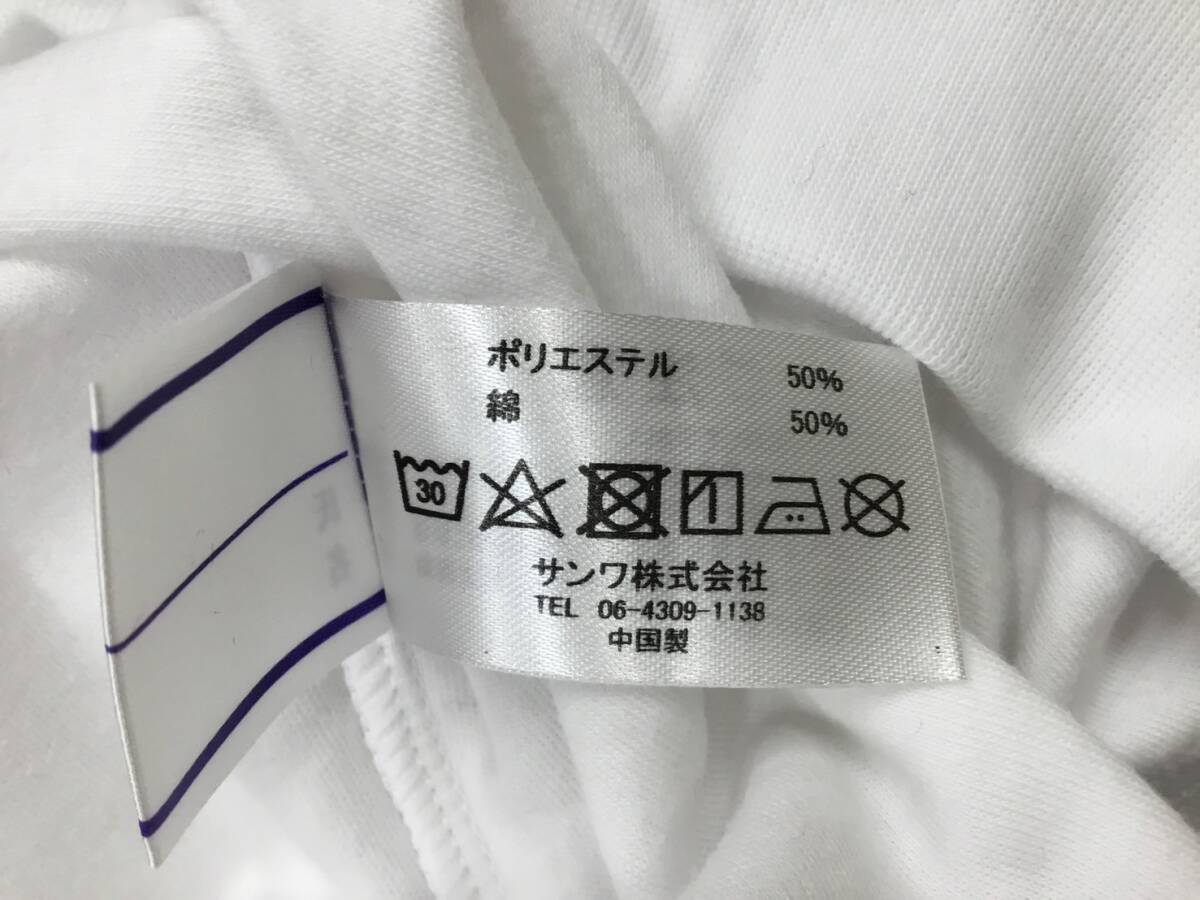 ポリエステル 50%
綿 50%
30
サンワ株式会社
TEL 06-4309-1138
中国製